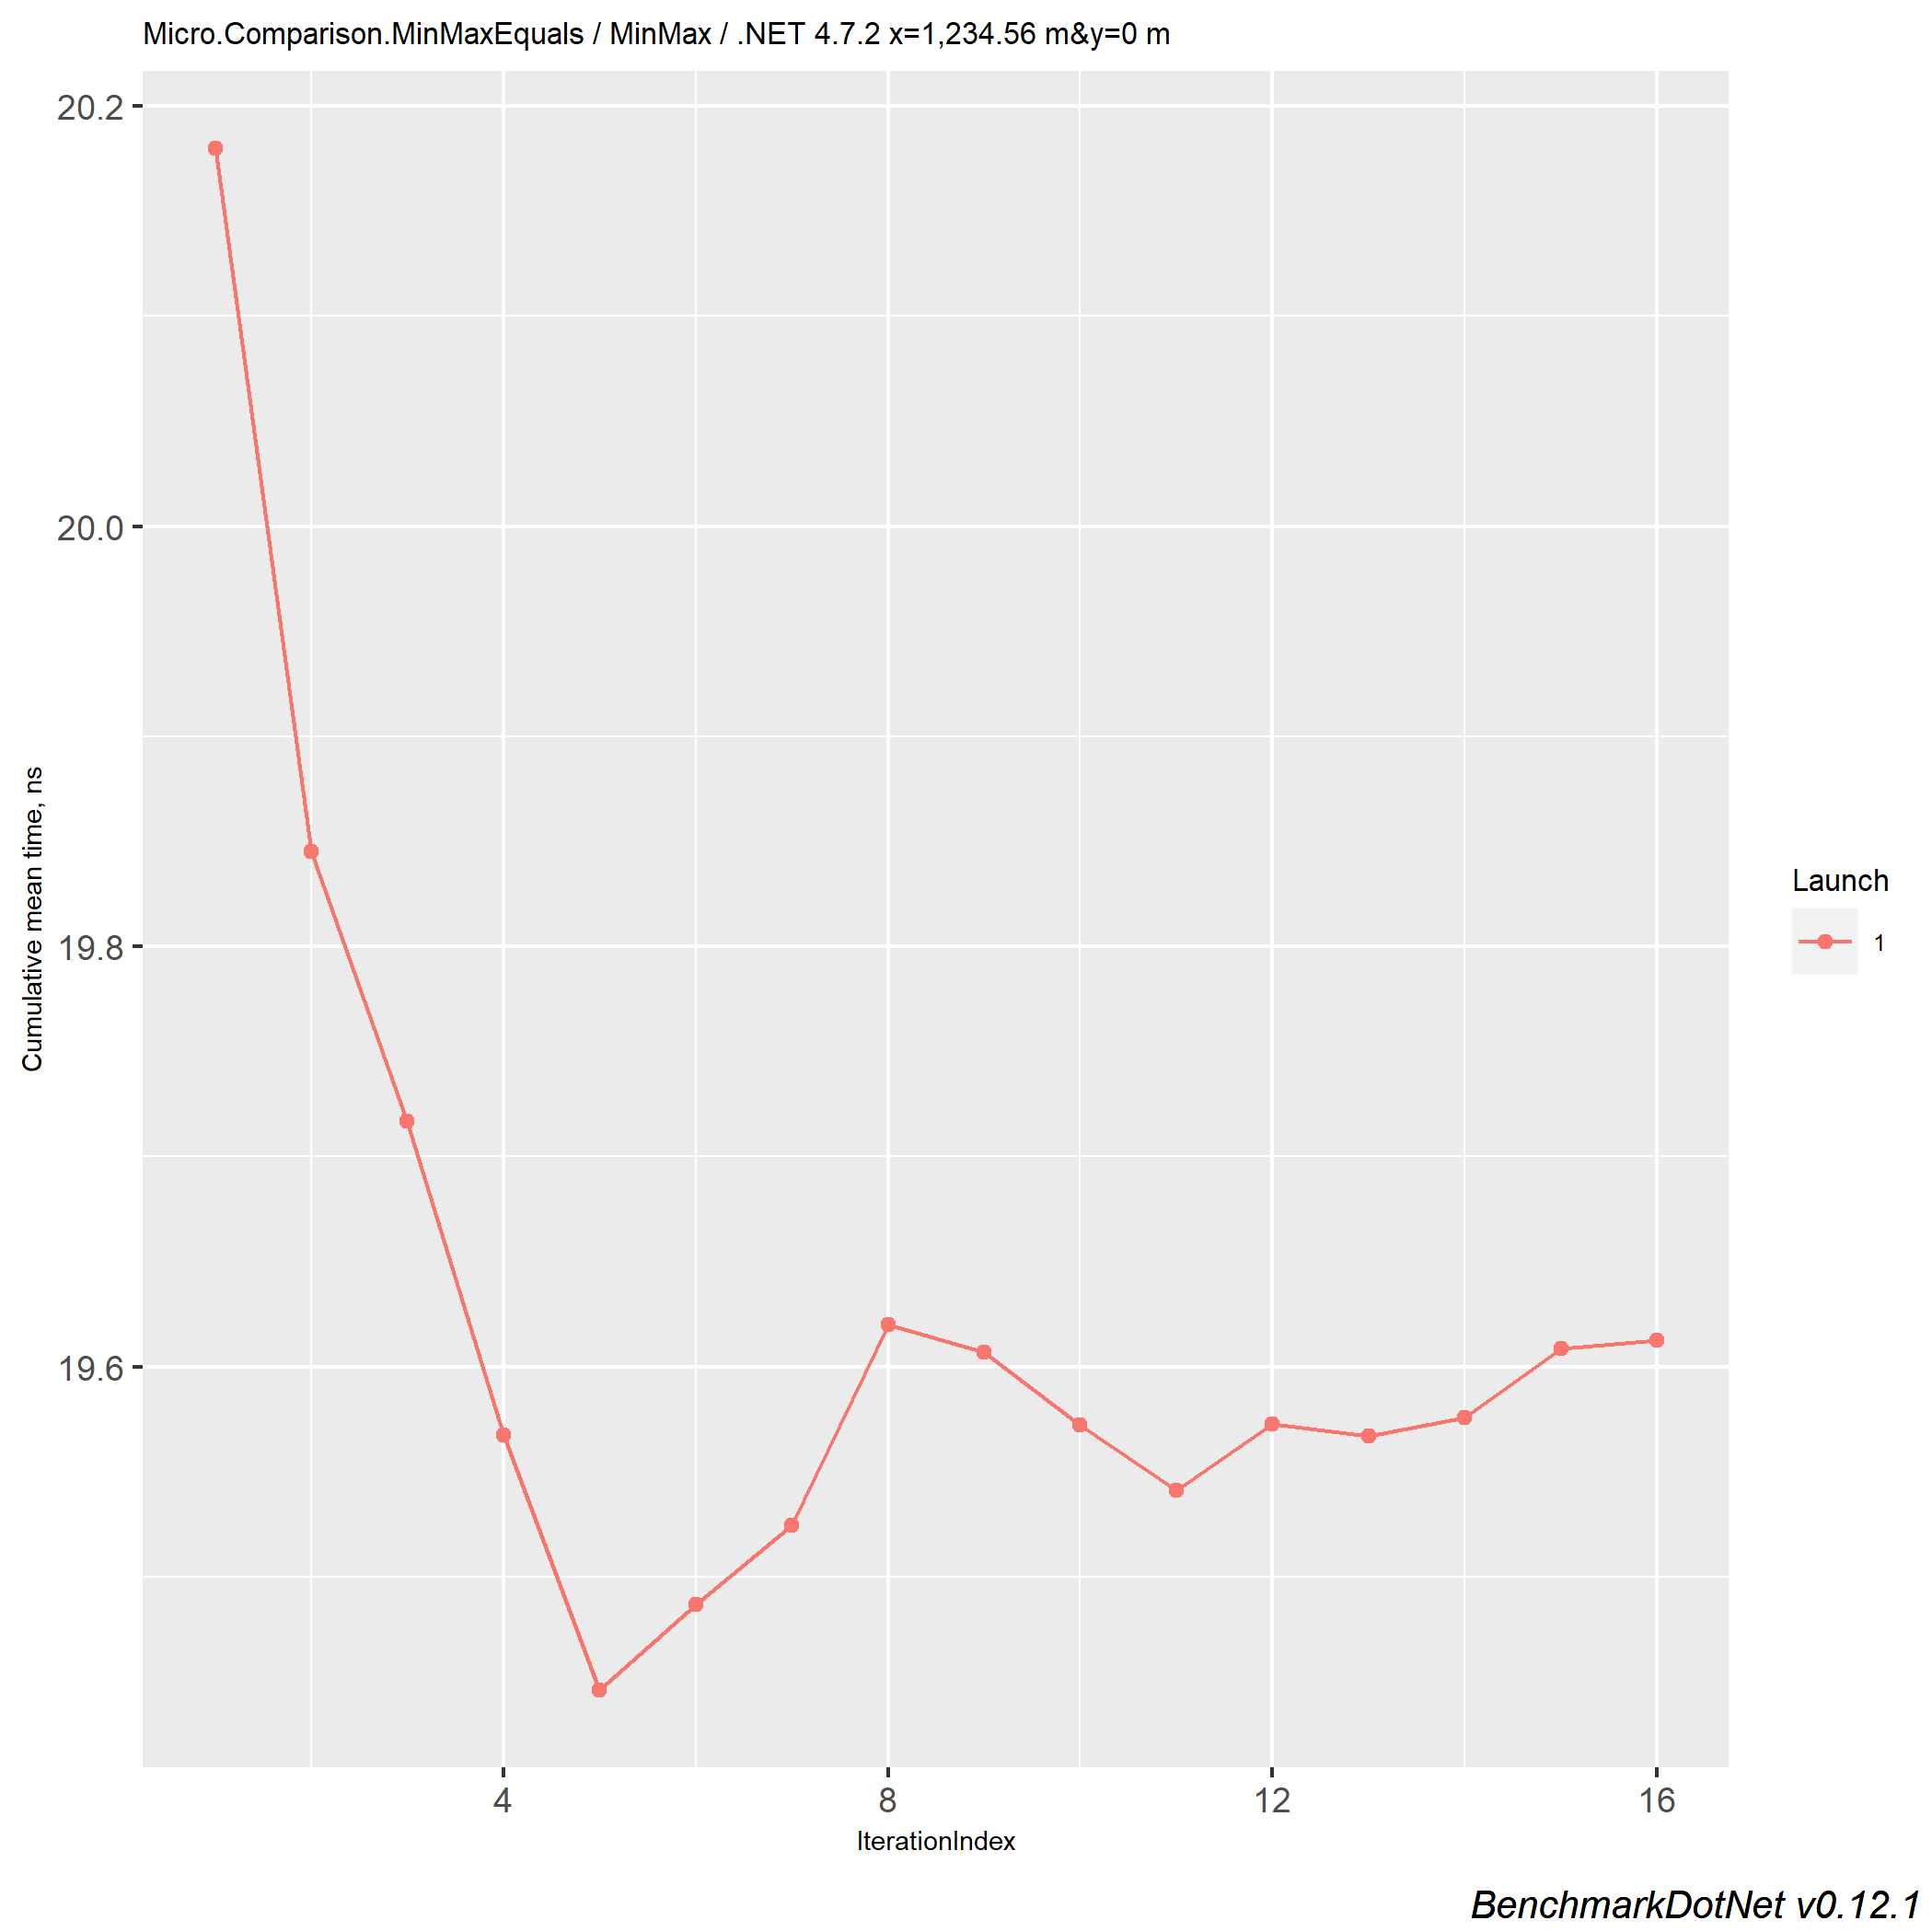 Micro.Comparison.MinMaxEquals / MinMax / .NET 4.7.2 x=1,234.56 m&y=0 m
20.2
20.0
19.8
19.6
Cumulative mean time, ns
4
8
12
16
IterationIndex
Launch
1
BenchmarkDotNet v0.12.1